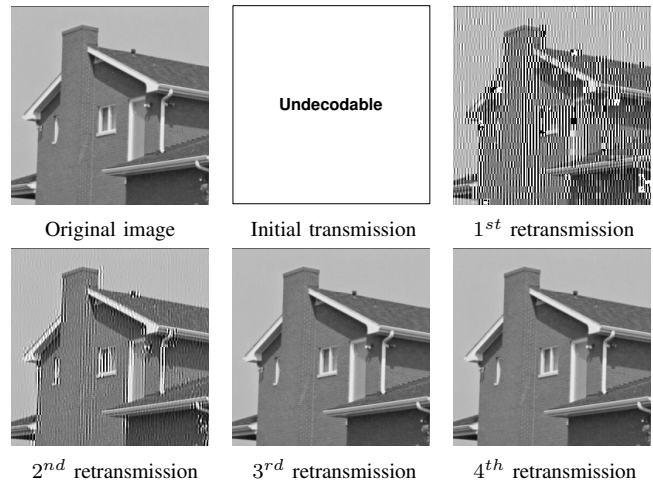 Undecodable
Original image
Initial transmission
1st retransmission
2nd retransmission
3rd retransmission
4th retransmission